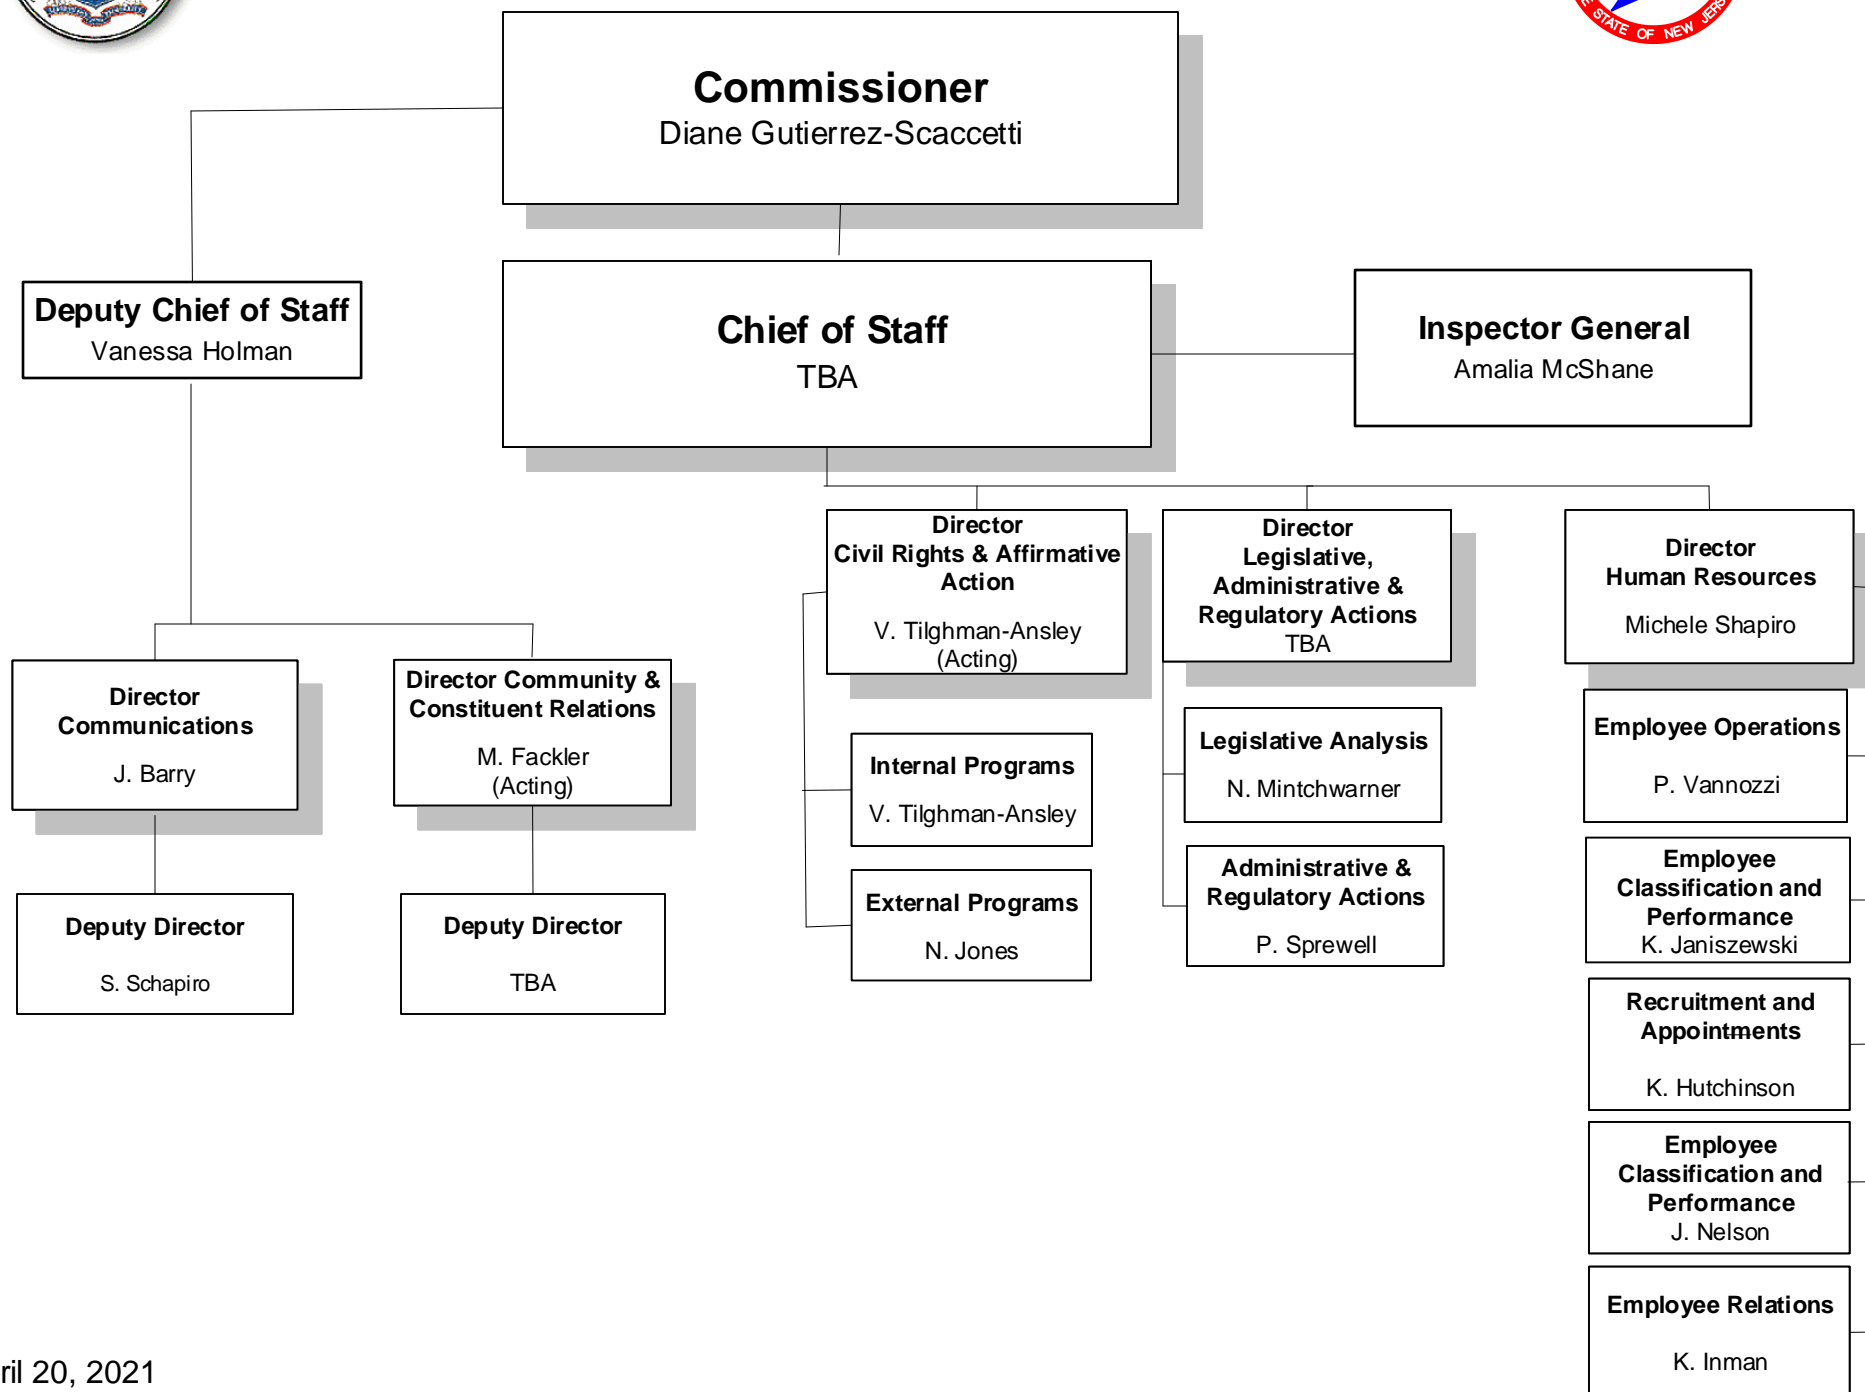 STATE OF NEW JERS
Commissioner
Diane Gutierrez-Scaccetti
Deputy Chief of Staff
Vanessa Holman
Chief of Staff
TBA
Inspector General
Amalia McShane
Director
Communications
J. Barry
Director Community &
Constituent Relations
M. Fackler
(Acting)
Deputy Director
S. Schapiro
Deputy Director
TBA
Director
Civil Rights & Affirmative
Action
V. Tilghman-Ansley
(Acting)
Internal Programs
V. Tilghman-Ansley
External Programs
N. Jones
Director
Legislative,
Administrative &
Regulatory Actions
TBA
Legislative Analysis
N. Mintchwarner
Administrative &
Regulatory Actions
P. Sprewell
Director
Human Resources
Michele Shapiro
Employee Operations
P. Vannozzi
Employee
Classification and
Performance
K. Janiszewski
Recruitment and
Appointments
K. Hutchinson
Employee
Classification and
Performance
J. Nelson
Employee Relations
K. Inman
ril 20, 2021